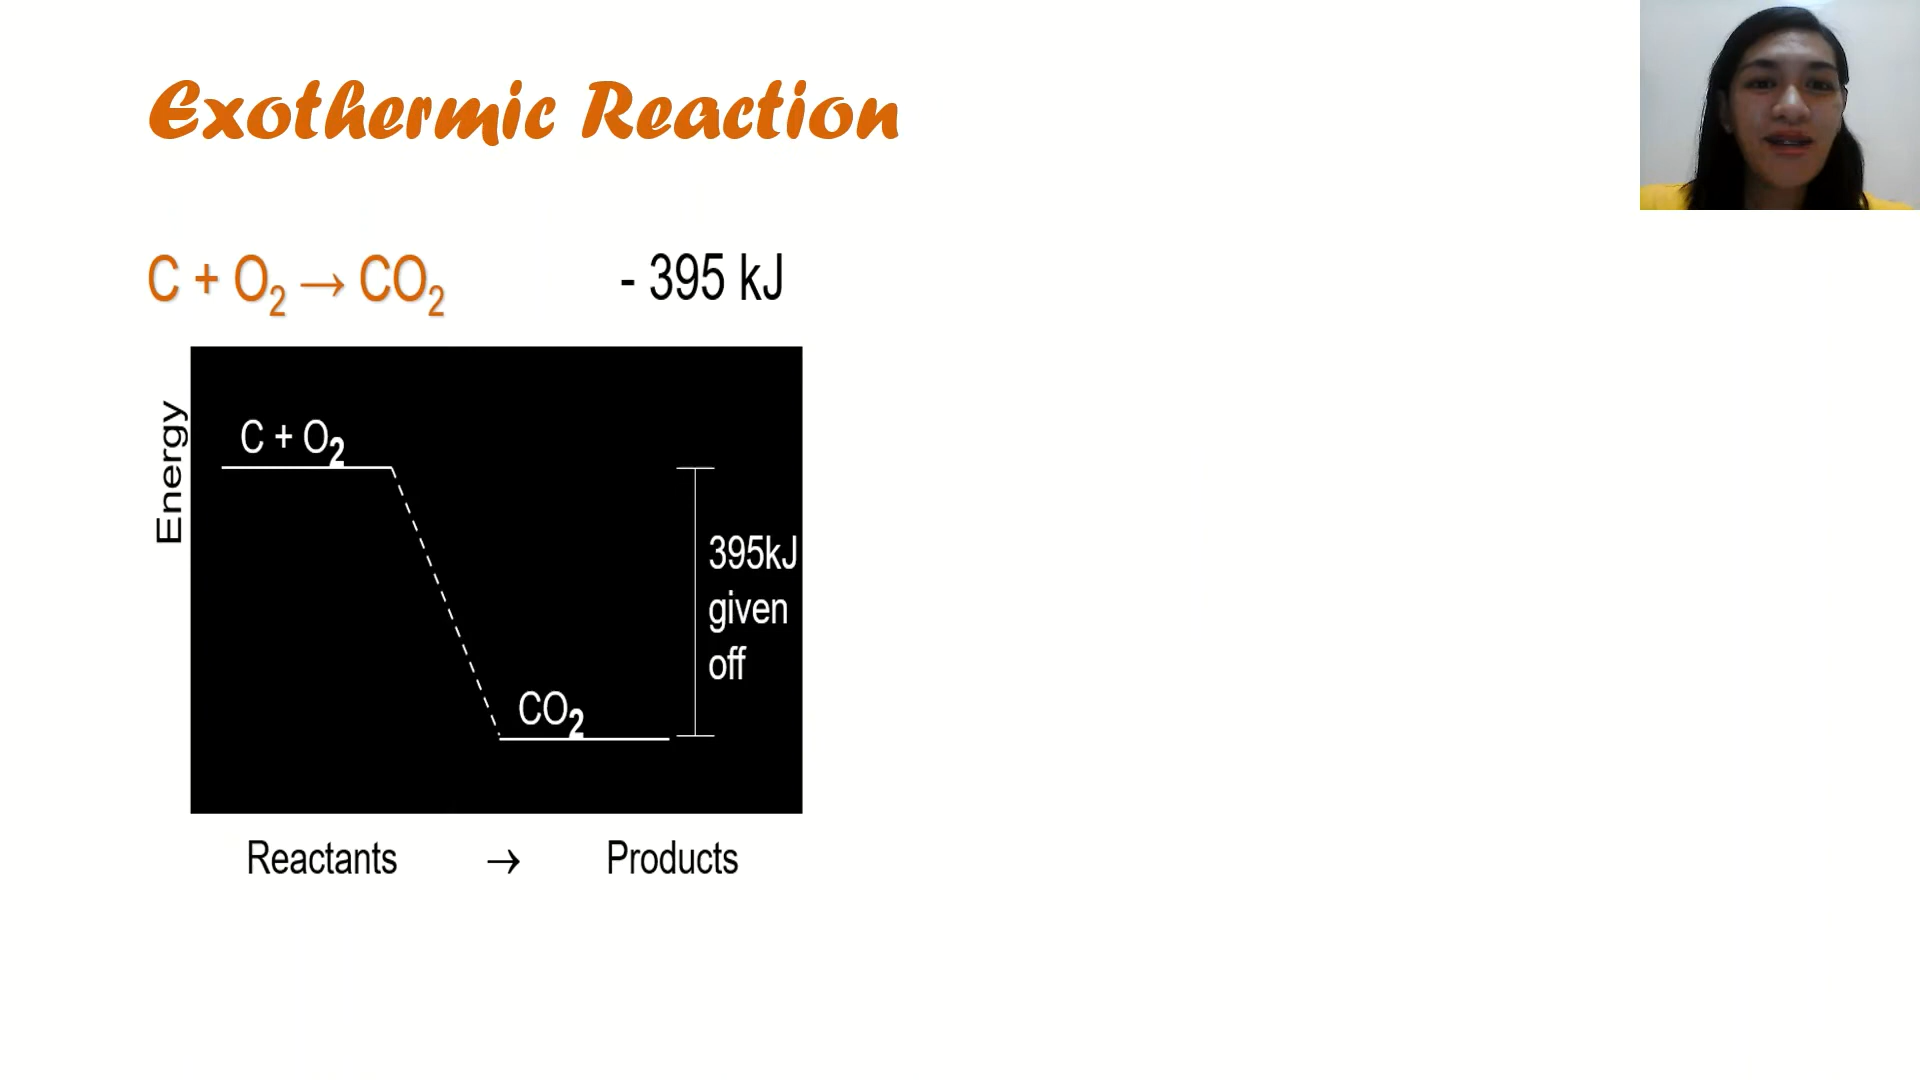 Exothermic Reaction
C + O₂ → CO₂ - 395 kJ
Energy
C + O₂
395kJ
given
off
CO₂
Reactants → Products